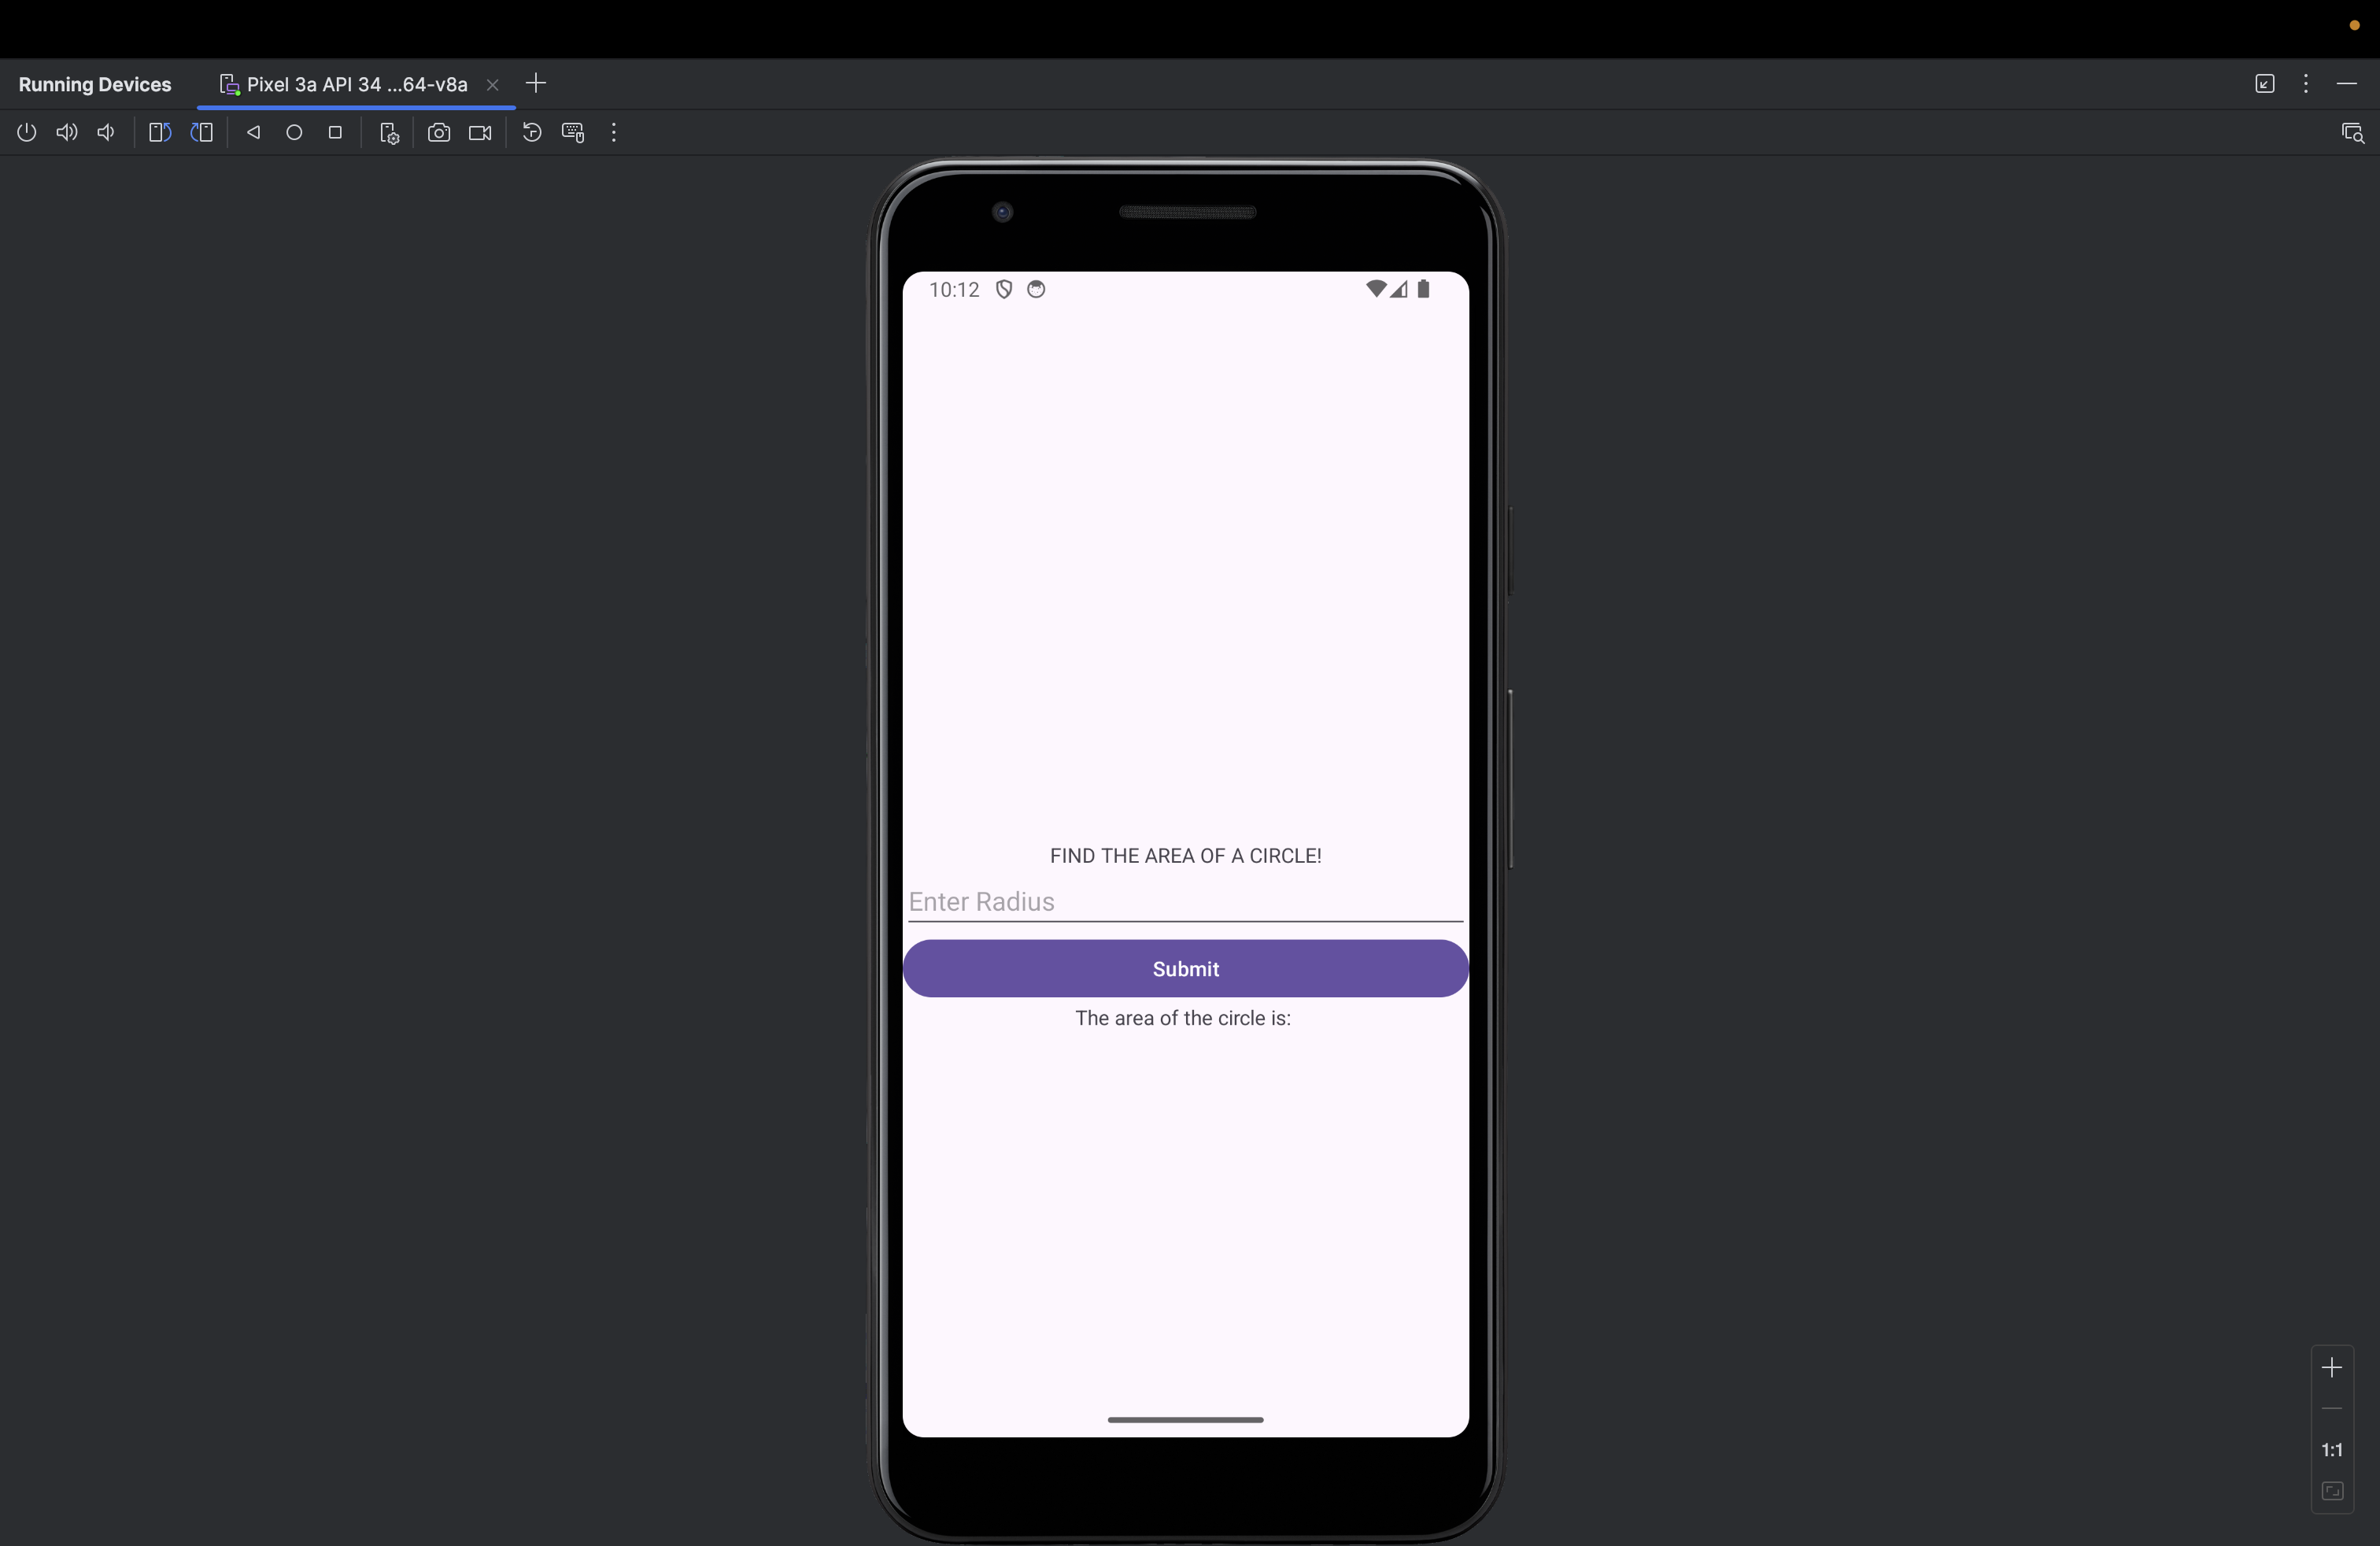 Running Devices
Pixel 3a API 34 ...64-v8a
10:12
FIND THE AREA OF A CIRCLE!
Enter Radius
Submit
The area of the circle is:
1:1